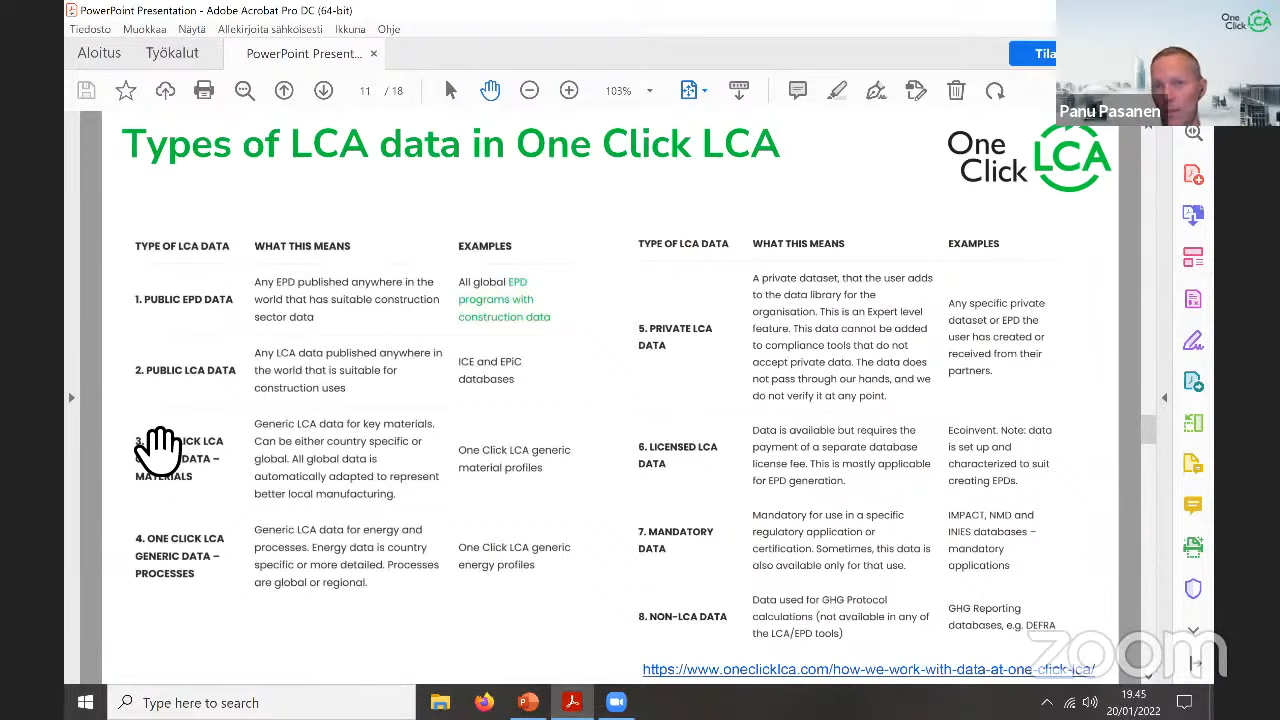 PowerPoint Presentation - Adobe Acrobat Pro DC (64-bit)
Tiedosto Muokkaa Näytä Allekirjoita sähköisesti Ikkuna Ohje
Aloitus Työkalut PowerPoint Present... × Tila
11 / 18 103%
One Click LCA
Panu Pasanen
Types of LCA data in One Click LCA
One
Click LCA
TYPE OF LCA DATA WHAT THIS MEANS EXAMPLES
1. PUBLIC EPD DATA
Any EPD published anywhere in the
world that has suitable construction
sector data
All global EPD
programs with
construction data
2. PUBLIC LCA DATA
Any LCA data published anywhere in
the world that is suitable for
construction uses
ICE and EPiC
databases
3. CLICK LCA
DATA –
MATERIALS
Generic LCA data for key materials.
Can be either country specific or
global. All global data is
automatically adapted to represent
better local manufacturing.
One Click LCA generic
material profiles
4. ONE CLICK LCA
GENERIC DATA –
PROCESSES
Generic LCA data for energy and
processes. Energy data is country
specific or more detailed. Processes
are global or regional.
One Click LCA generic
energy profiles
TYPE OF LCA DATA WHAT THIS MEANS EXAMPLES
5. PRIVATE LCA
DATA
A private dataset, that the user adds
to the data library for the
organisation. This is an Expert level
feature. This data cannot be added
to compliance tools that do not
accept private data. The data does
not pass through our hands, and we
do not verify it at any point.
Any specific private
dataset or EPD the
user has created or
received from their
partners.
6. LICENSED LCA
DATA
Data is available but requires the
payment of a separate database
license fee. This is mostly applicable
for EPD generation.
Ecoinvent. Note: data
is set up and
characterized to suit
creating EPDs.
7. MANDATORY
DATA
Mandatory for use in a specific
regulatory application or
certification. Sometimes, this data is
also available only for that use.
IMPACT, NMD and
INIES databases –
mandatory
applications
8. NON-LCA DATA
Data used for GHG Protocol
calculations (not available in any of
the LCA/EPD tools)
GHG Reporting
databases, e.g. DEFRA
https://www.oneclicklca.com/how-we-work-with-data-at-one-click-lca/
zoom
Type here to search
19.45
20/01/2022